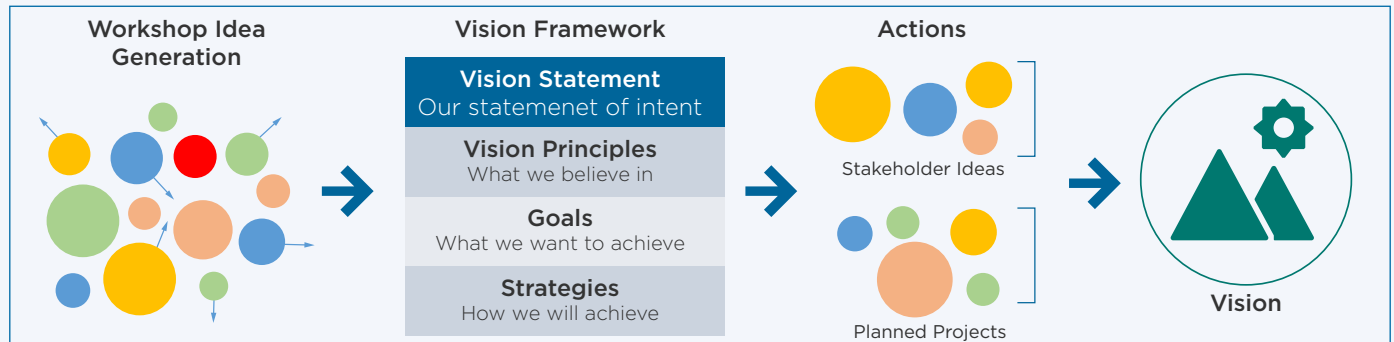 Workshop Idea
Generation
Vision Framework
Vision Statement
Our statemenet of intent
Vision Principles
What we believe in
Goals
What we want to achieve
Strategies
How we will achieve
Actions
Stakeholder Ideas
Planned Projects
Vision